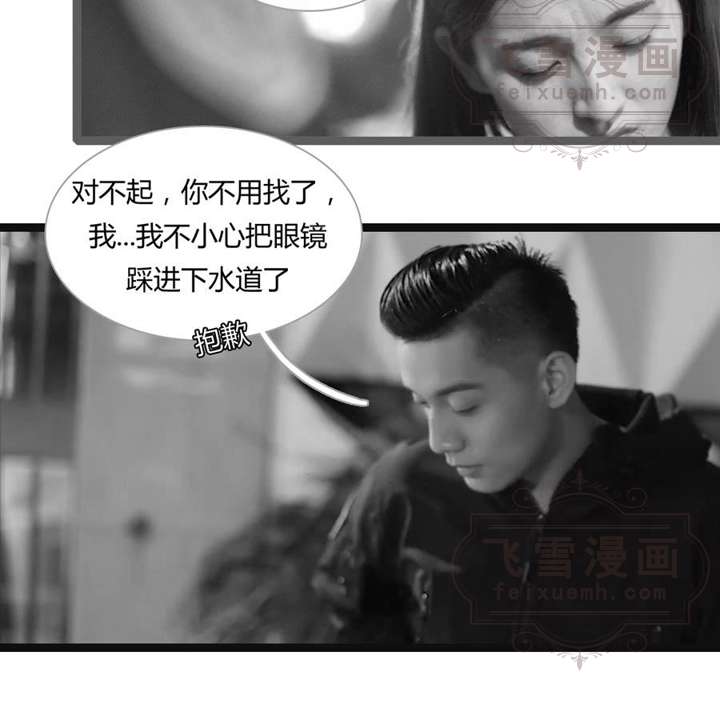 飞雪漫画
feixuemh.com
对不起，你不用找了，
我...我不小心把眼镜
踩进下水道了
抱歉
飞雪漫画
feixuemh.com